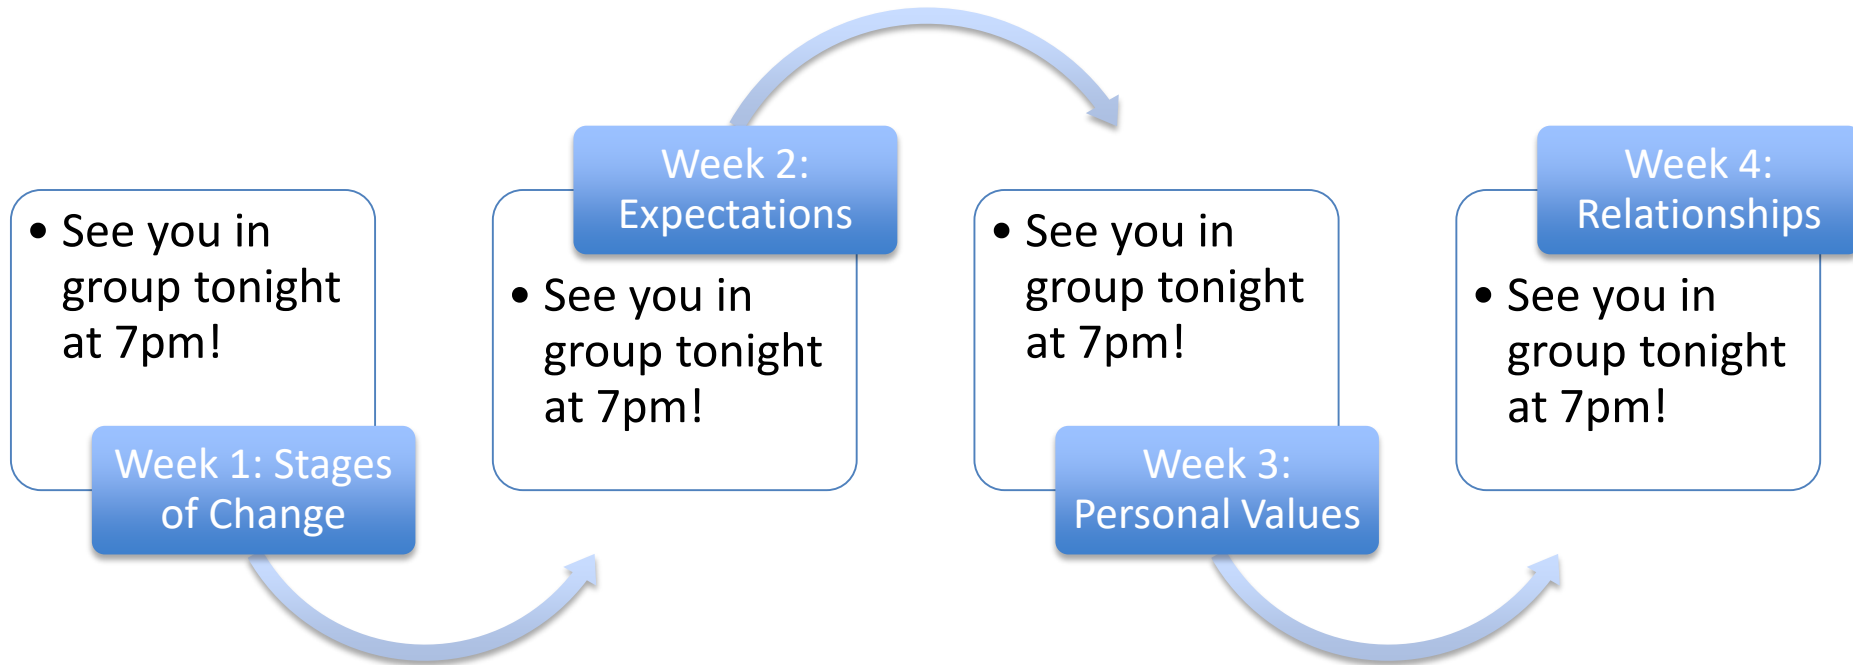 • See you in
group tonight
at 7pm!
Week 1: Stages
of Change
Week 2:
Expectations
• See you in
group tonight
at 7pm!
• See you in
group tonight
at 7pm!
Week 3:
Personal Values
Week 4:
Relationships
• See you in
group tonight
at 7pm!